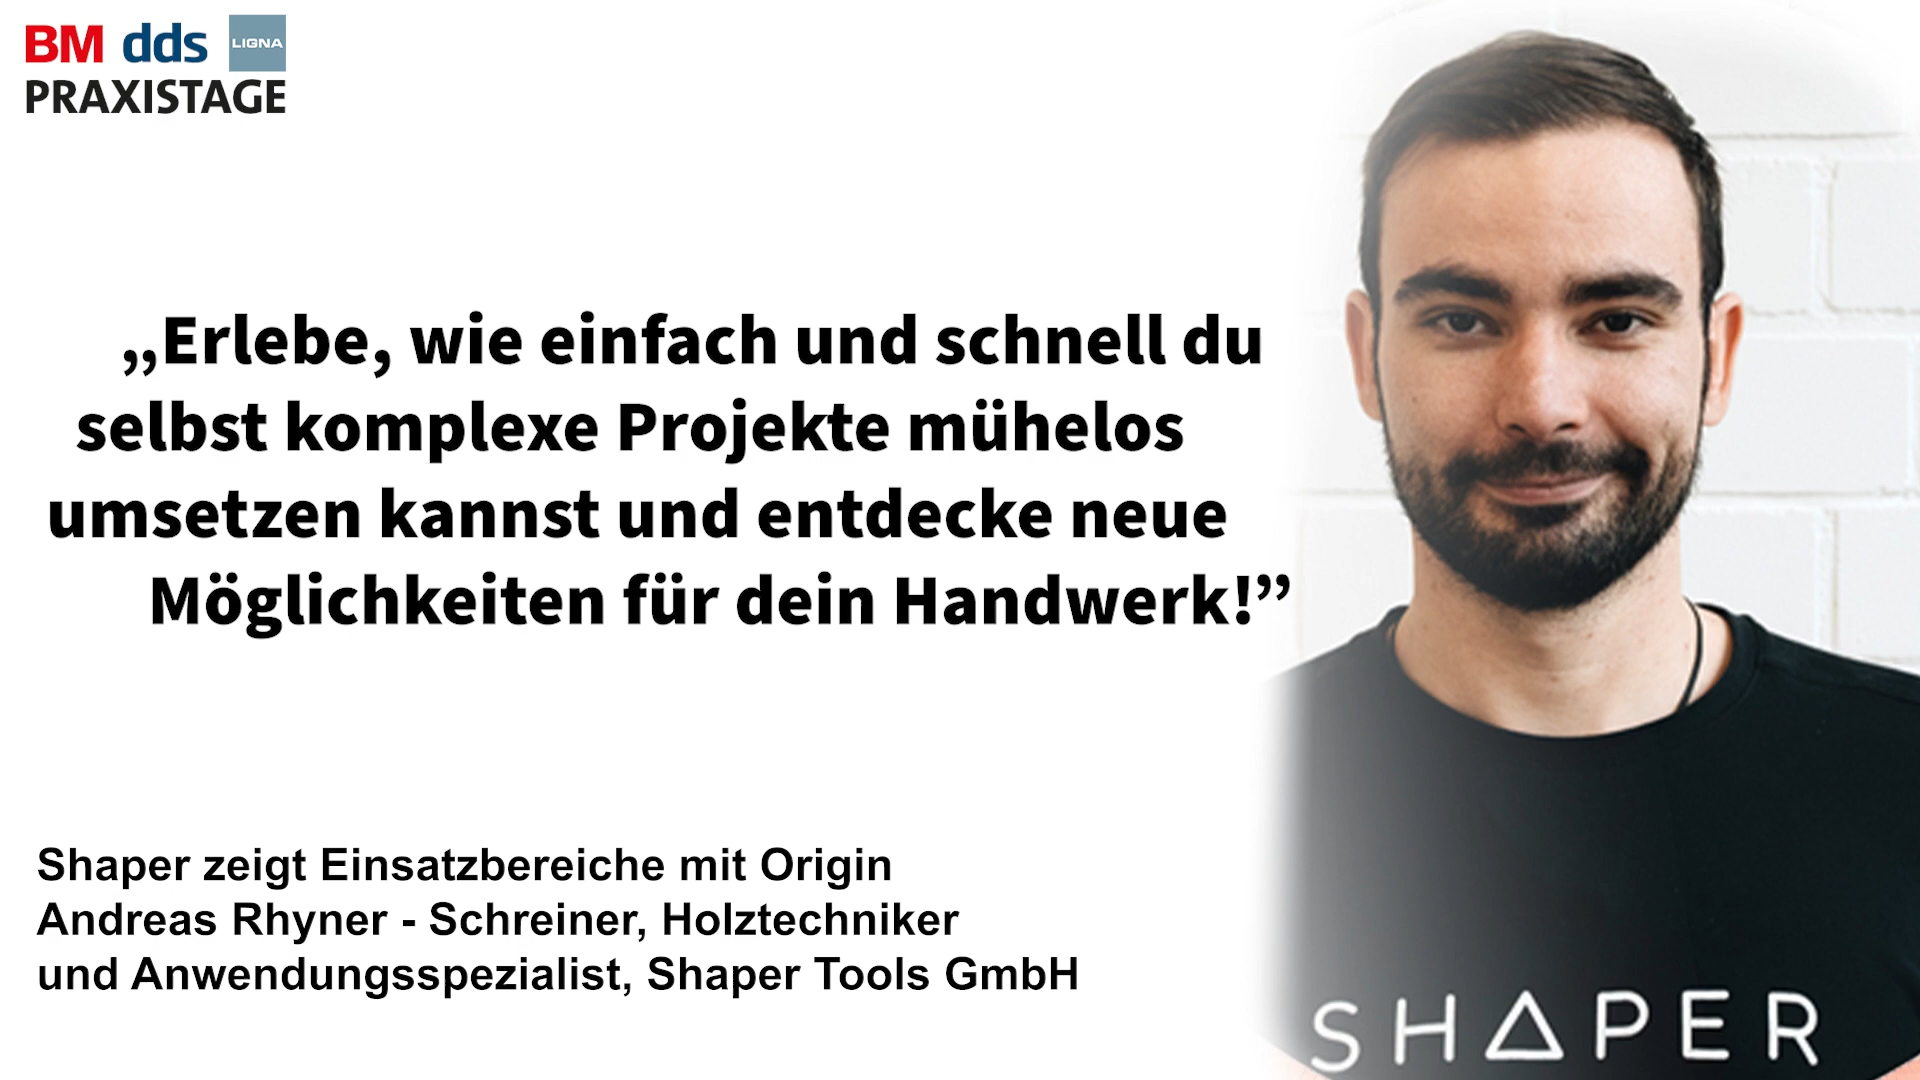 BM dds LIGNA
PRAXISTAGE
„Erlebe, wie einfach und schnell du
selbst komplexe Projekte mühelos
umsetzen kannst und entdecke neue
Möglichkeiten für dein Handwerk!”
Shaper zeigt Einsatzbereiche mit Origin
Andreas Rhyner - Schreiner, Holztechniker
und Anwendungsspezialist, Shaper Tools GmbH
SHAPER